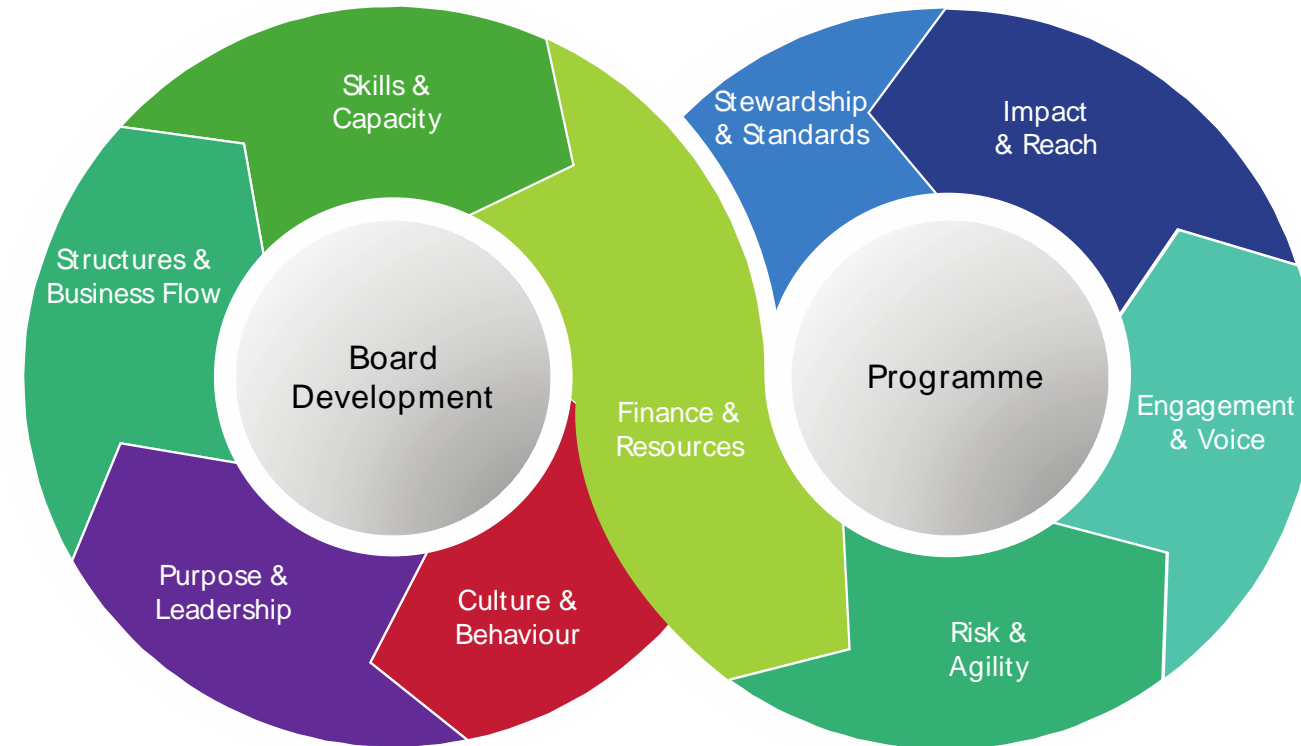 Skills &
Capacity
Structures &
Business Flow
Board
Development
Purpose &
Leadership
Culture &
Behaviour
Finance &
Resources
Stewardship
& Standards
Impact
& Reach
Programme
Engagement
& Voice
Risk &
Agility